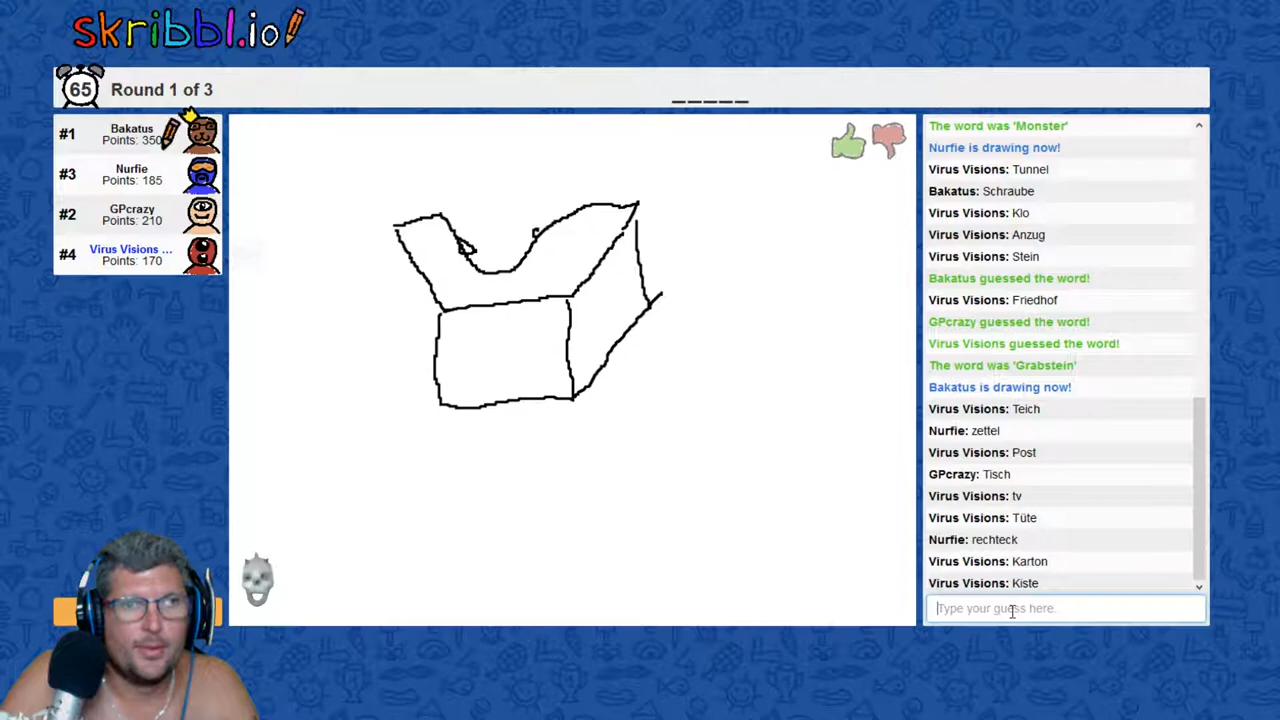 skribbl.io
65
Round 1 of 3
_____
#1
Bakatus
Points: 350
#3
Nurfie
Points: 185
#2
GPcrazy
Points: 210
#4
Virus Visions ...
Points: 170
The word was 'Monster'
Nurfie is drawing now!
Virus Visions: Tunnel
Bakatus: Schraube
Virus Visions: Klo
Virus Visions: Anzug
Virus Visions: Stein
Bakatus guessed the word!
Virus Visions: Friedhof
GPcrazy guessed the word!
Virus Visions guessed the word!
The word was 'Grabstein'
Bakatus is drawing now!
Virus Visions: Teich
Nurfie: zettel
Virus Visions: Post
GPcrazy: Tisch
Virus Visions: tv
Virus Visions: Tüte
Nurfie: rechteck
Virus Visions: Karton
Virus Visions: Kiste
Type your guess here.